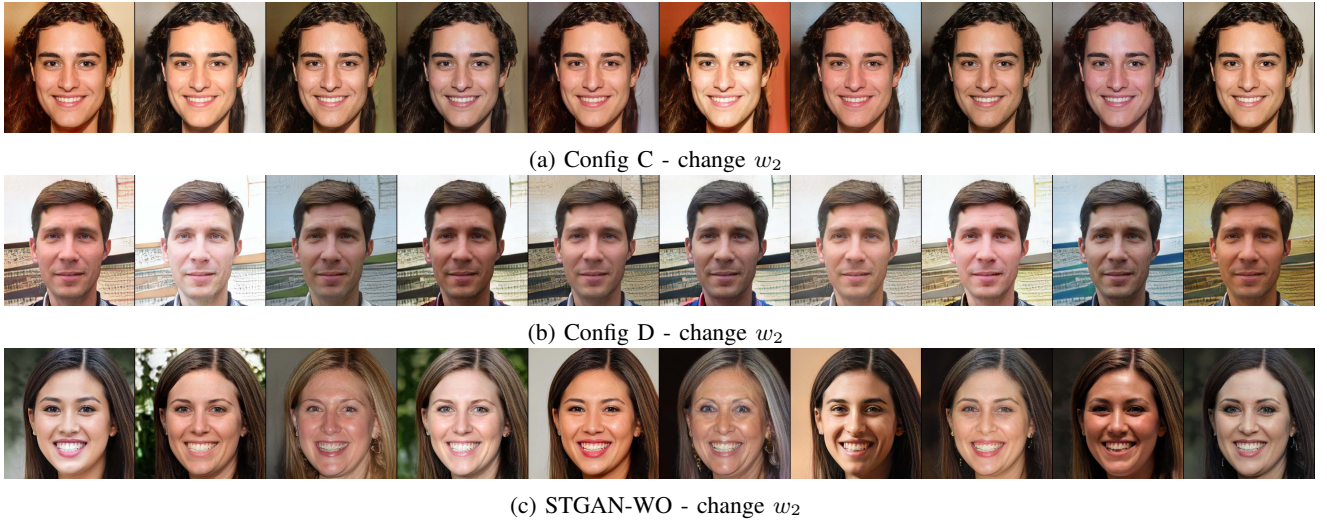 (a) Config C - change w₂
(b) Config D - change w₂
(c) STGAN-WO - change w₂